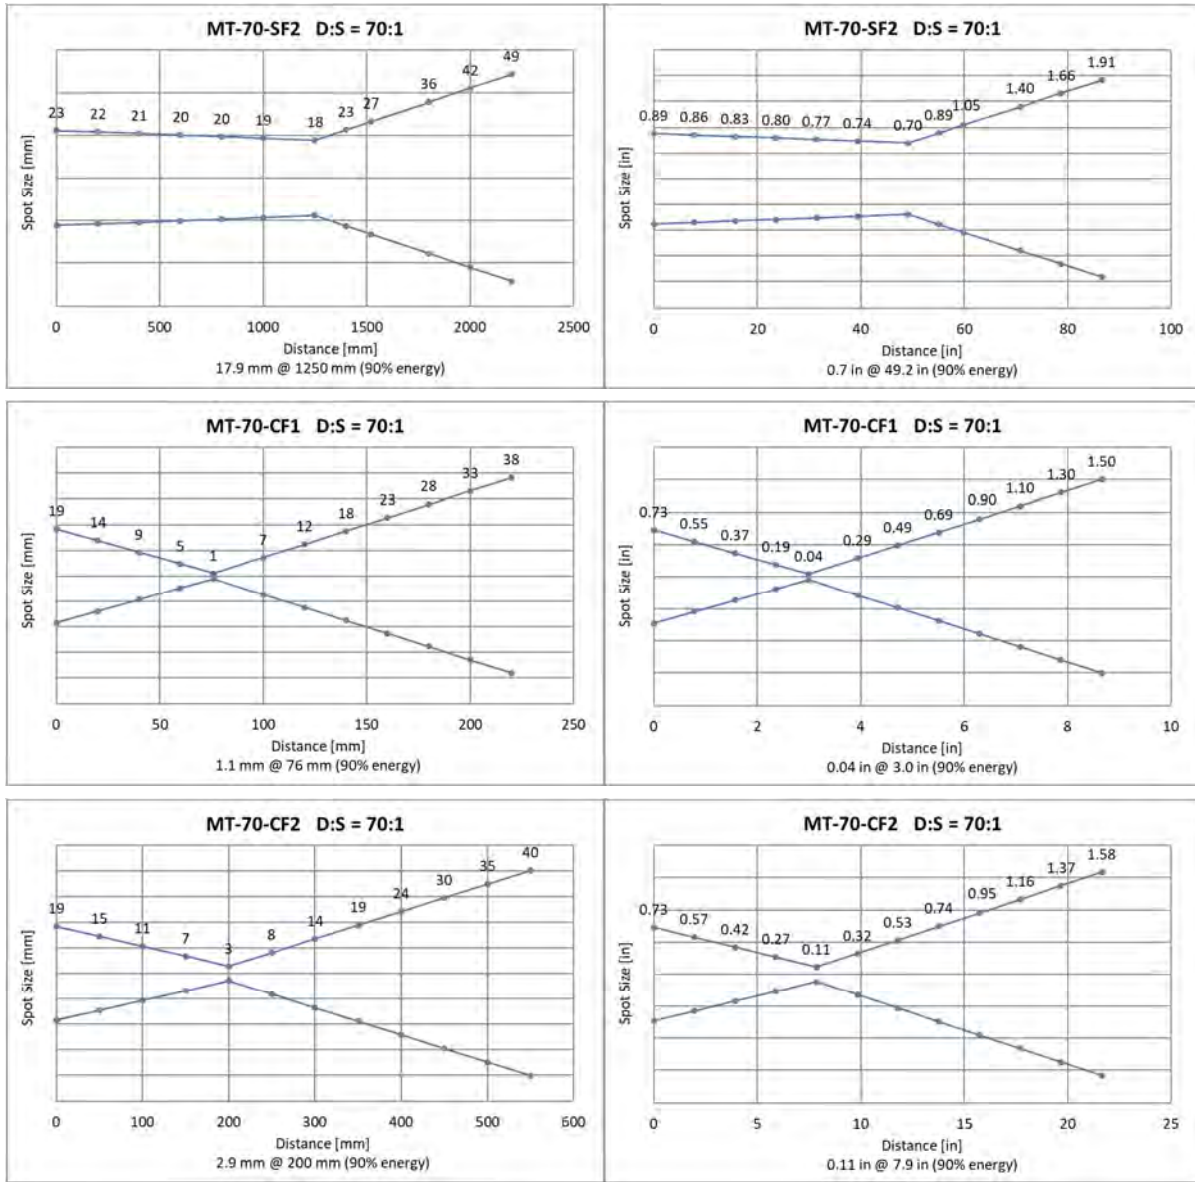 MT-70-SF2 D:S = 70:1
Spot Size [mm]
23 22 21 20 20 19 18 23 27 36 42 49
0 500 1000 1500 2000 2500
Distance [mm]
17.9 mm @ 1250 mm (90% energy)
MT-70-SF2 D:S = 70:1
Spot Size [in]
0.89 0.86 0.83 0.80 0.77 0.74 0.70 0.89 1.05 1.40 1.66 1.91
0 20 40 60 80 100
Distance [in]
0.7 in @ 49.2 in (90% energy)
MT-70-CF1 D:S = 70:1
Spot Size [mm]
19 14 9 5 1 7 12 18 23 28 33 38
0 50 100 150 200 250
Distance [mm]
1.1 mm @ 76 mm (90% energy)
MT-70-CF1 D:S = 70:1
Spot Size [in]
0.73 0.55 0.37 0.19 0.04 0.29 0.49 0.69 0.90 1.10 1.30 1.50
0 2 4 6 8 10
Distance [in]
0.04 in @ 3.0 in (90% energy)
MT-70-CF2 D:S = 70:1
Spot Size [mm]
19 15 11 7 3 8 14 19 24 30 35 40
0 100 200 300 400 500 600
Distance [mm]
2.9 mm @ 200 mm (90% energy)
MT-70-CF2 D:S = 70:1
Spot Size [in]
0.73 0.57 0.42 0.27 0.11 0.32 0.53 0.74 0.95 1.16 1.37 1.58
0 5 10 15 20 25
Distance [in]
0.11 in @ 7.9 in (90% energy)